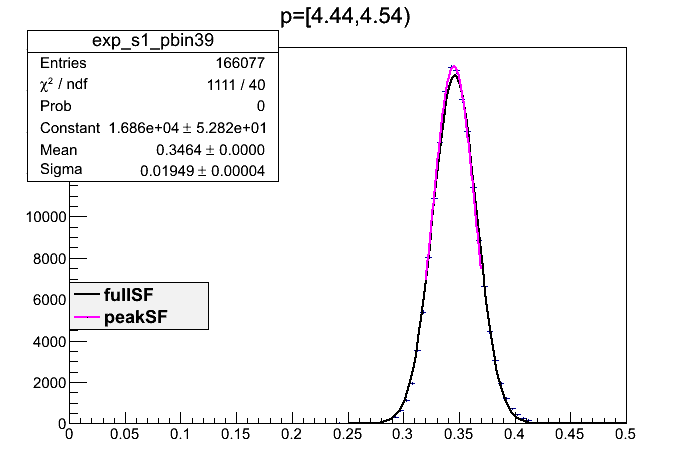 p=[4.44,4.54)
exp_s1_pbin39
Entries 166077
χ² / ndf 1111 / 40
Prob 0
Constant 1.686e+04 ± 5.282e+01
Mean 0.3464 ± 0.0000
Sigma 0.01949 ± 0.00004
10000
8000
fullSF
6000
peakSF
4000
2000
0
0 0.05 0.1 0.15 0.2 0.25 0.3 0.35 0.4 0.45 0.5